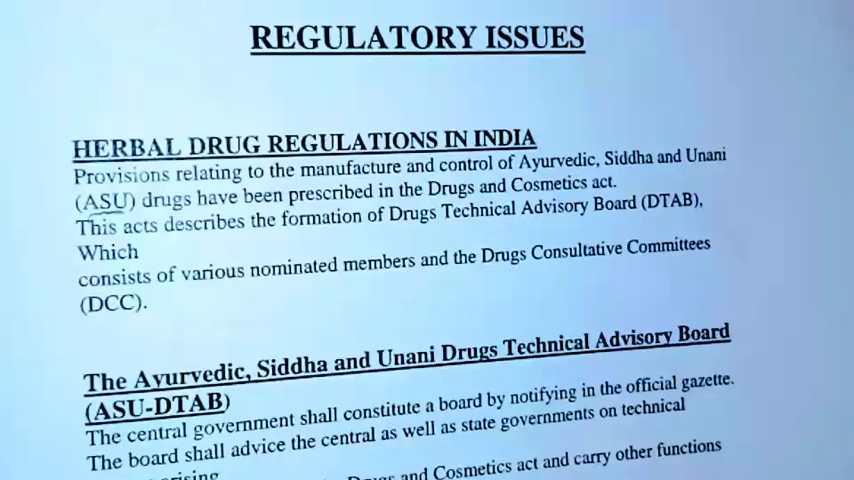 REGULATORY ISSUES
HERBAL DRUG REGULATIONS IN INDIA
Provisions relating to the manufacture and control of Ayurvedic, Siddha and Unani
(ASU) drugs have been prescribed in the Drugs and Cosmetics act.
This acts describes the formation of Drugs Technical Advisory Board (DTAB),
Which
consists of various nominated members and the Drugs Consultative Committees
(DCC).
The Ayurvedic, Siddha and Unani Drugs Technical Advisory Board
(ASU-DTAB)
The central government shall constitute a board by notifying in the official gazette.
The board shall advice the central as well as state governments on technical
and Cosmetics act and carry other functions